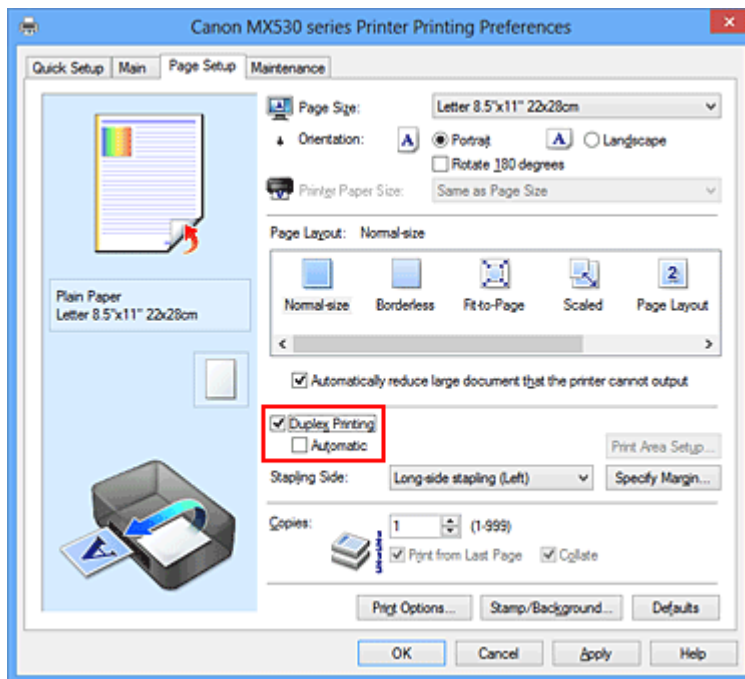 Canon MX530 series Printer Printing Preferences
Quick Setup Main Page Setup Maintenance
Page Size: Letter 8.5"x11" 22x28cm
Orientation: A Portrait A Landscape
Rotate 180 degrees
Printer Paper Size: Same as Page Size
Page Layout: Normal-size
Normal-size Borderless Fit-to-Page Scaled 2 Page Layout
Plain Paper
Letter 8.5"x11" 22x28cm
Automatically reduce large document that the printer cannot output
Duplex Printing
Automatic
Print Area Setup...
Stapling Side: Long-side stapling (Left) Specify Margin...
Copies: 1 (1-999)
Print from Last Page Collate
A
Print Options... Stamp/Background... Defaults
OK Cancel Apply Help